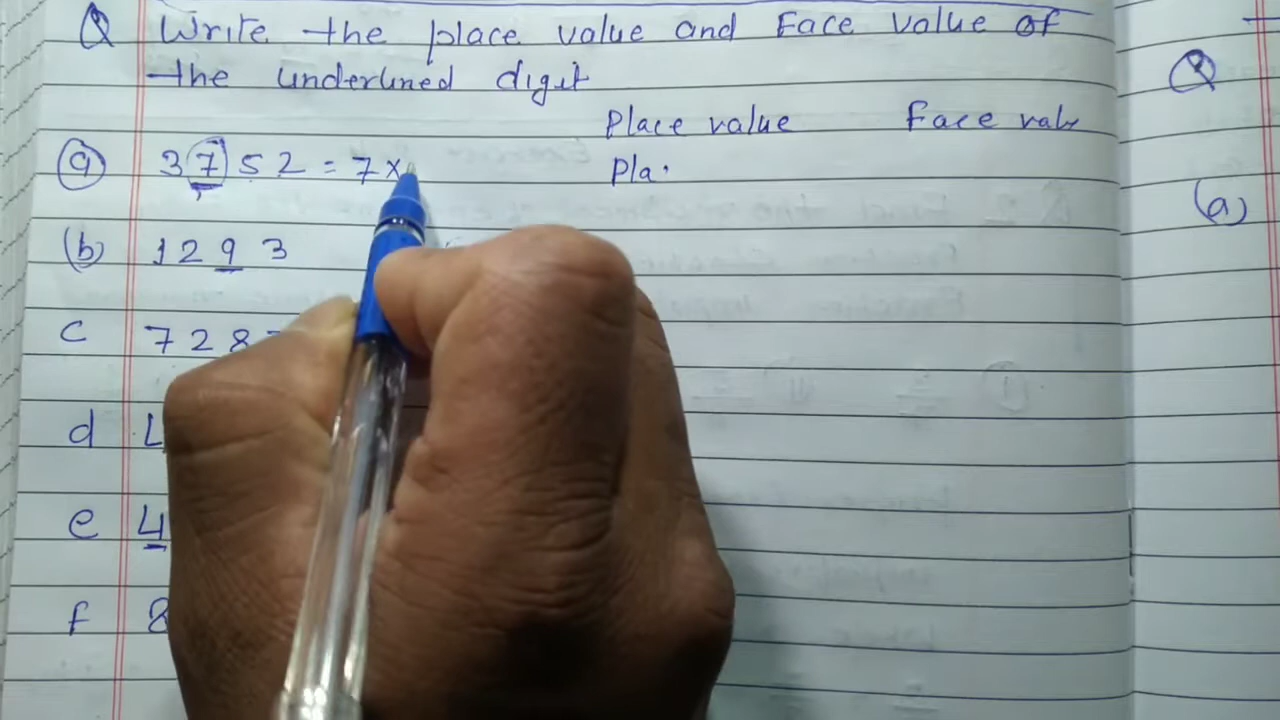 Q Write the place value and Face value of
the underlined digit
Place value Face valu
(a) 3752 = 7x Pla
(b) 1293
c 728
d
e 4
f 8
Q
(a)